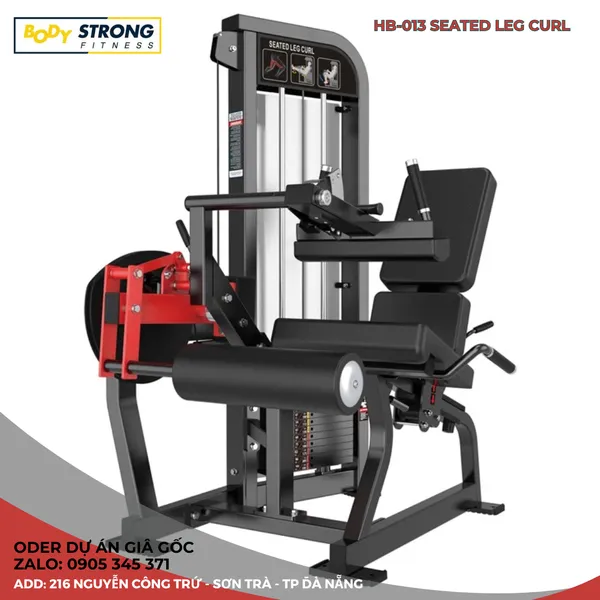 BODY STRONG
FITNESS
HB-013 SEATED LEG CURL
SEATED LEG CURL
ODER DỰ ÁN GIÂ GỐC
ZALO: 0905 345 371
ADD: 216 NGUYỄN CÔNG TRỨ - SƠN TRÀ - TP ĐÀ NẴNG